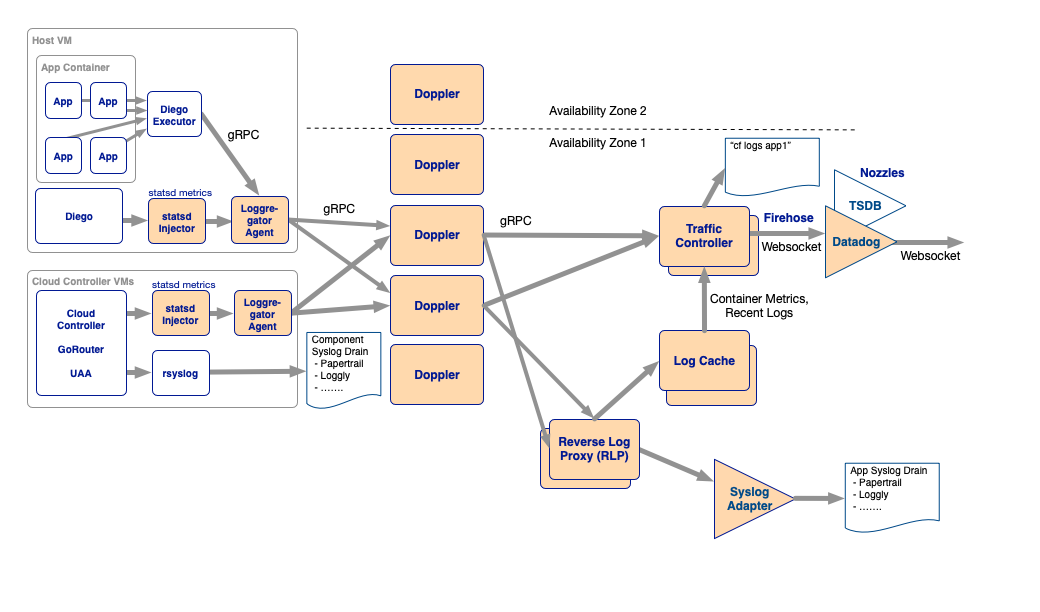 Host VM
App Container
App
App
App
App
Diego
Executor
gRPC
Diego
statsd metrics
statsd
Injector
Loggre-
gator
Agent
gRPC
Cloud Controller VMs
Cloud
Controller
GoRouter
UAA
statsd metrics
statsd
Injector
Loggre-
gator
Agent
rsyslog
Component
Syslog Drain
- Papertrail
- Loggly
- .......
Doppler
Availability Zone 2
Availability Zone 1
Doppler
Doppler
Doppler
Doppler
gRPC
"cf logs app1"
Traffic
Controller
Firehose
Websocket
Nozzles
TSDB
Datadog
Websocket
Container Metrics,
Recent Logs
Log Cache
Reverse Log
Proxy (RLP)
Syslog
Adapter
App Syslog Drain
- Papertrail
- Loggly
- .......